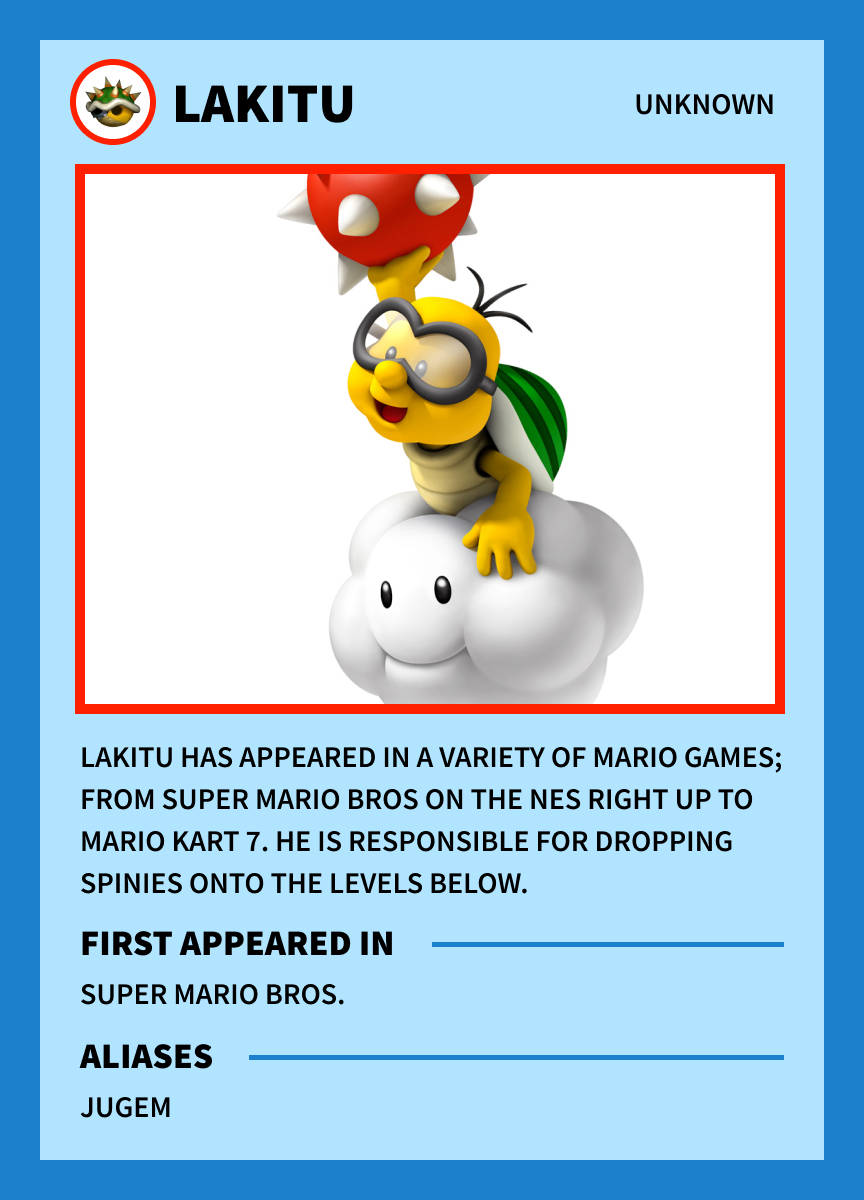 LAKITU
UNKNOWN
LAKITU HAS APPEARED IN A VARIETY OF MARIO GAMES;
FROM SUPER MARIO BROS ON THE NES RIGHT UP TO
MARIO KART 7. HE IS RESPONSIBLE FOR DROPPING
SPINIES ONTO THE LEVELS BELOW.
FIRST APPEARED IN
SUPER MARIO BROS.
ALIASES
JUGEM